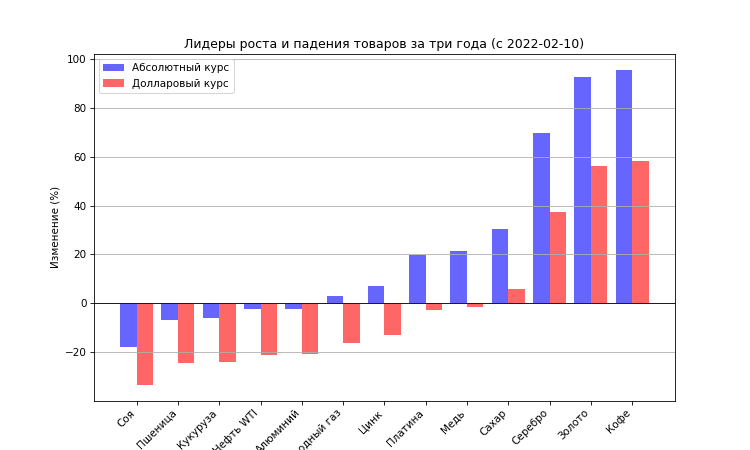 Лидеры роста и падения товаров за три года (с 2022-02-10)
Абсолютный курс
Долларовый курс
Изменение (%)
100
80
60
40
20
0
−20
Соя
Пшеница
Кукуруза
Нефть WTI
Алюминий
одный газ
Цинк
Платина
Медь
Сахар
Серебро
Золото
Кофе